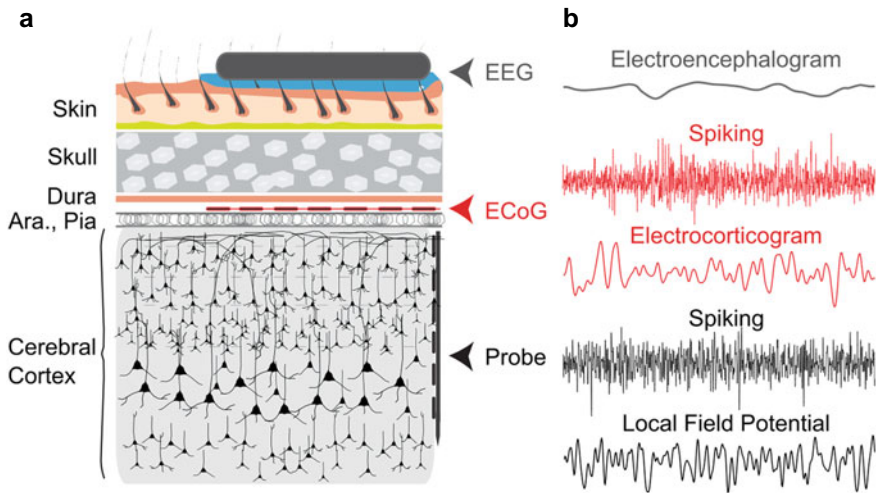 a
EEG
Skin
Skull
Dura
Ara., Pia
ECoG
Cerebral
Cortex
Probe
b
Electroencephalogram
Spiking
Electrocorticogram
Spiking
Local Field Potential